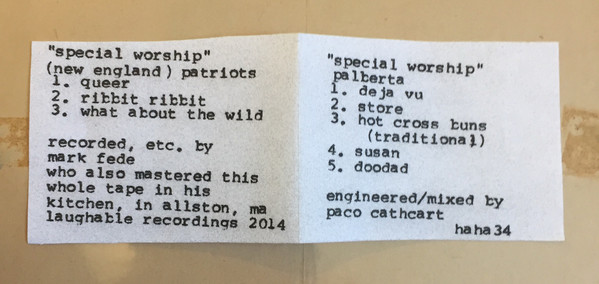 "special worship"
(new england) patriots
1. queer
2. ribbit ribbit
3. what about the wild
recorded, etc. by
mark fede
who also mastered this
whole tape in his
kitchen, in allston, ma
laughable recordings 2014
"special worship"
palberta
1. deja vu
2. store
3. hot cross buns
(traditional)
4. susan
5. doodad
engineered/mixed by
paco cathcart
haha34